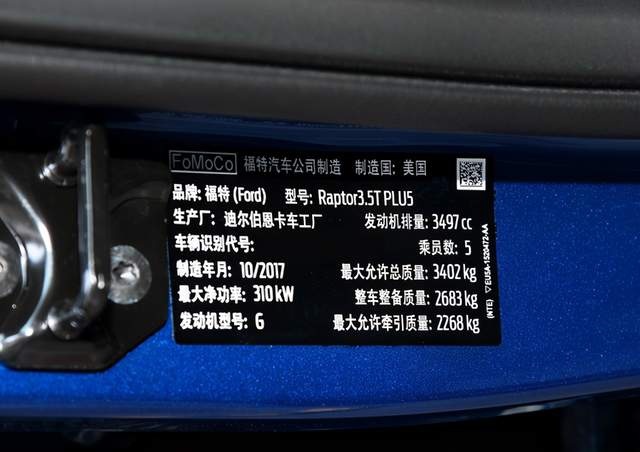 FoMoCo 福特汽车公司制造 制造国：美国
品牌：福特 (Ford) 型号：Raptor3.5T PLU5
生产厂：迪尔伯恩卡车工厂 发动机排量：3497 cc
车辆识别代号： 乘员数：5
制造年月：10/2017 最大允许总质量：3402 kg
最大净功率：310 kW 整车整备质量：2683 kg
发动机型号：G 最大允许牵引质量：2268 kg
(NTE) ▽EU5A-1520472-AA